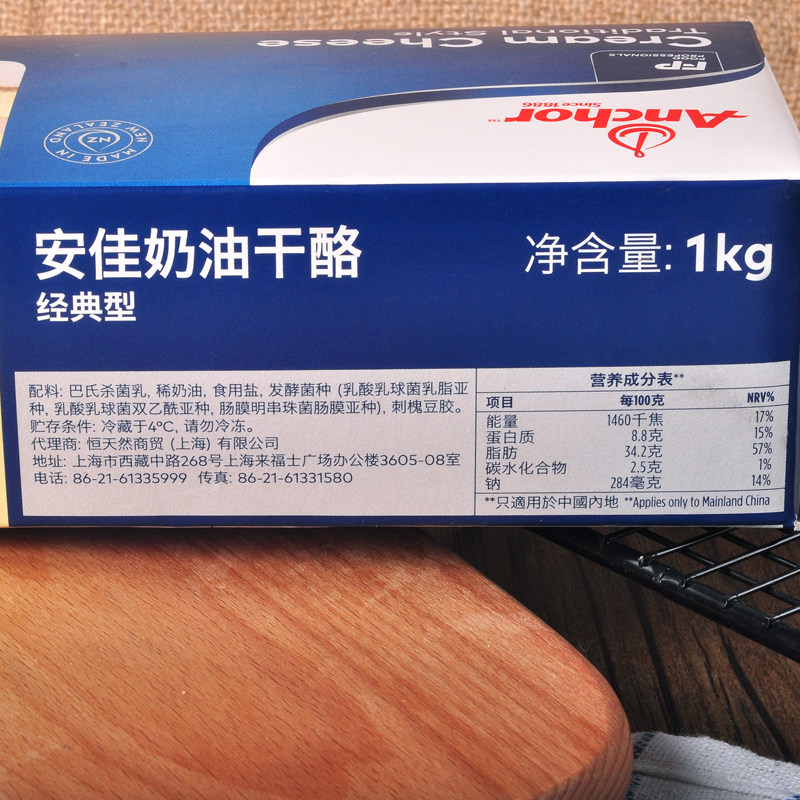 Cream Cheese
Traditional Style
FP
FOOD
PROFESSIONALS
Anchor™
Since 1886
MADE IN
NEW ZEALAND
NZ
安佳奶油干酪
经典型
净含量: 1kg
配料: 巴氏杀菌乳, 稀奶油, 食用盐, 发酵菌种 (乳酸乳球菌乳脂亚
种, 乳酸乳球菌双乙酰亚种, 肠膜明串珠菌肠膜亚种), 刺槐豆胶。
贮存条件: 冷藏于4°C, 请勿冷冻。
代理商: 恒天然商贸 (上海) 有限公司
地址: 上海市西藏中路268号上海来福士广场办公楼3605-08室
电话: 86-21-61335999 传真: 86-21-61331580
营养成分表**
项目 每100克 NRV%
能量 1460千焦 17%
蛋白质 8.8克 15%
脂肪 34.2克 57%
碳水化合物 2.5克 1%
钠 284毫克 14%
**只適用於中國內地 **Applies only to Mainland China